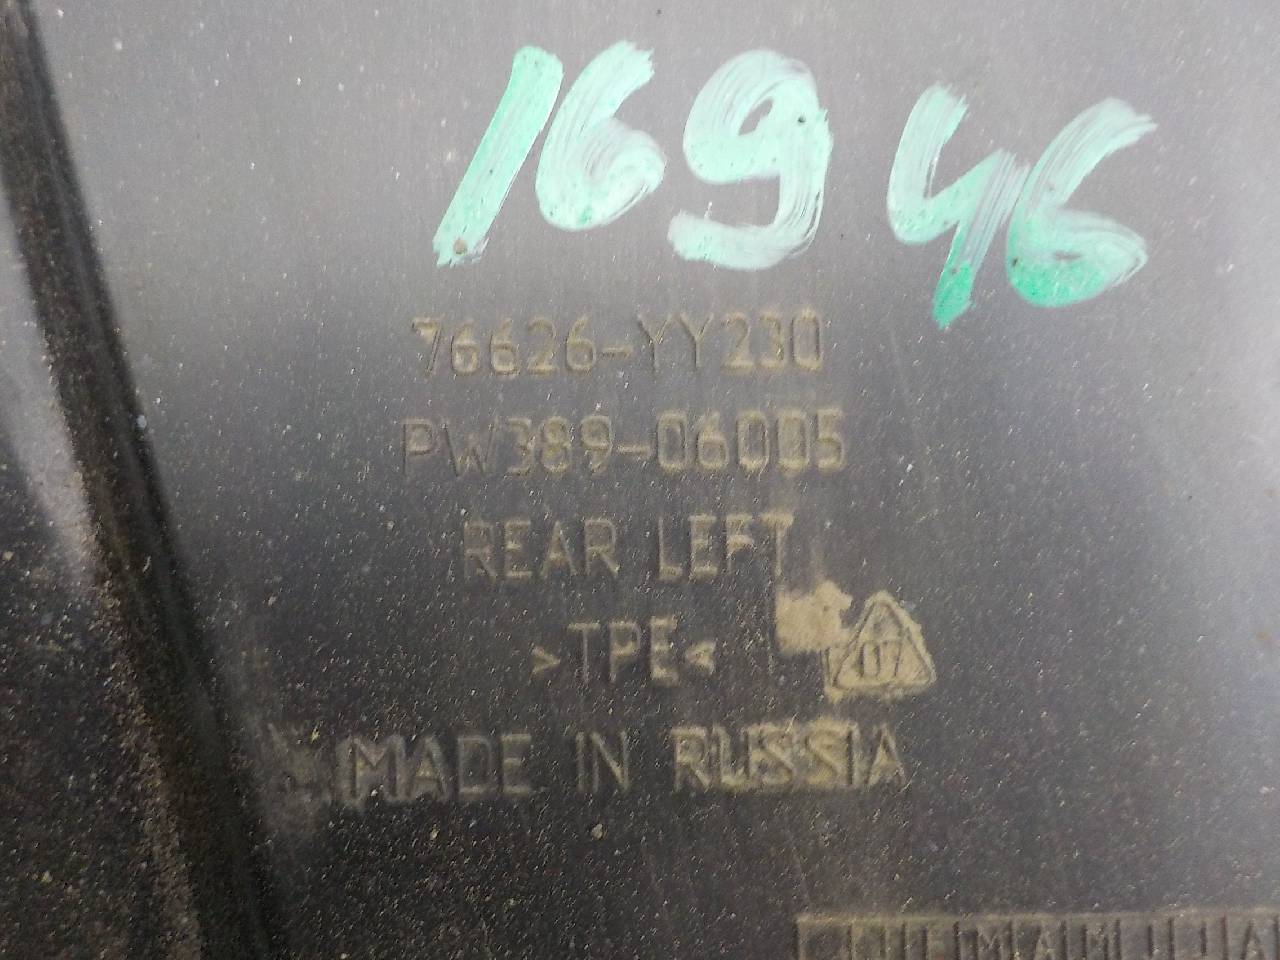 16946
76626-YY230
PW389-06005
REAR LEFT
>TPE<
07
MADE IN RUSSIA
F M A M J J A